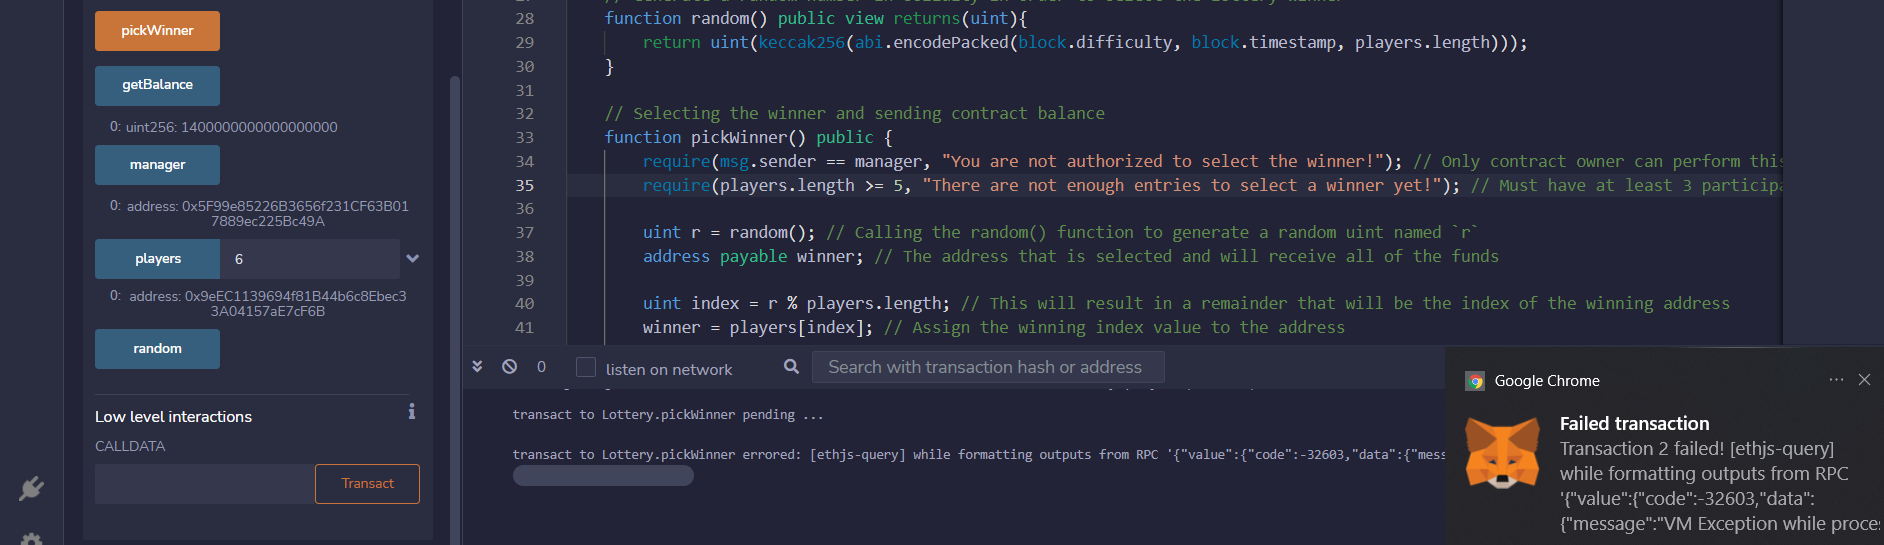 pickWinner
getBalance
0: uint256: 1400000000000000000
manager
0: address: 0x5F99e85226B3656f231CF63B01
7889ec225Bc49A
players
6
0: address: 0x9eEC1139694f81B44b6c8Ebec3
3A04157aE7cF6B
random
Low level interactions
CALLDATA
Transact
28 function random() public view returns(uint){
29 return uint(keccak256(abi.encodePacked(block.difficulty, block.timestamp, players.length)));
30 }
31
32 // Selecting the winner and sending contract balance
33 function pickWinner() public {
34 require(msg.sender == manager, "You are not authorized to select the winner!"); // Only contract owner can perform this
35 require(players.length >= 5, "There are not enough entries to select a winner yet!"); // Must have at least 3 participa
36
37 uint r = random(); // Calling the random() function to generate a random uint named `r`
38 address payable winner; // The address that is selected and will receive all of the funds
39
40 uint index = r % players.length; // This will result in a remainder that will be the index of the winning address
41 winner = players[index]; // Assign the winning index value to the address
0
listen on network
Search with transaction hash or address
transact to Lottery.pickWinner pending ...
transact to Lottery.pickWinner errored: [ethjs-query] while formatting outputs from RPC '{"value":{"code":-32603,"data":{"mess
Google Chrome
Failed transaction
Transaction 2 failed! [ethjs-query]
while formatting outputs from RPC
'{"value":{"code":-32603,"data":
{"message":"VM Exception while proce